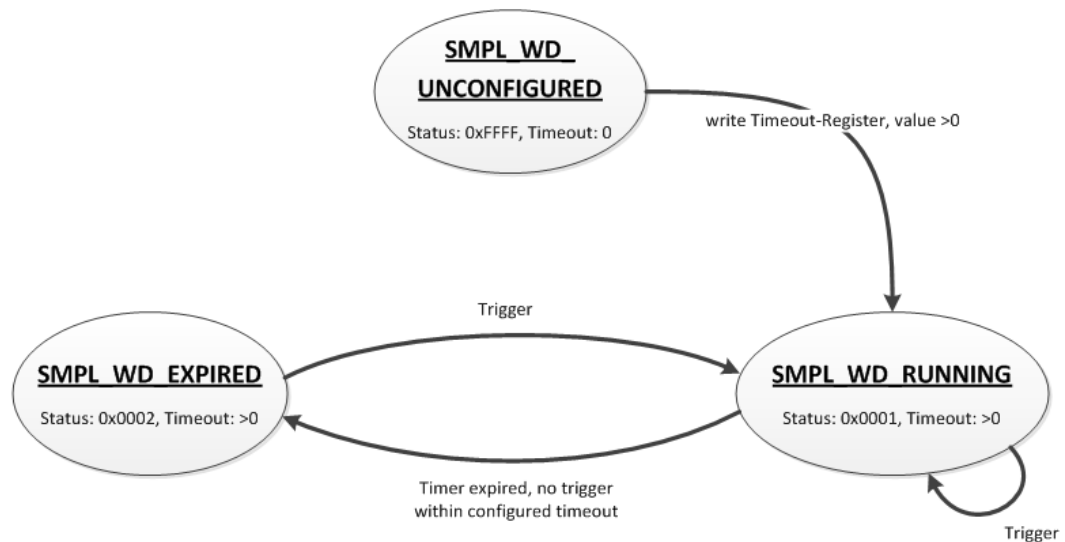 SMPL_WD_
UNCONFIGURED
Status: 0xFFFF, Timeout: 0
write Timeout-Register, value >0
Trigger
SMPL_WD_EXPIRED
Status: 0x0002, Timeout: >0
SMPL_WD_RUNNING
Status: 0x0001, Timeout: >0
Timer expired, no trigger
within configured timeout
Trigger